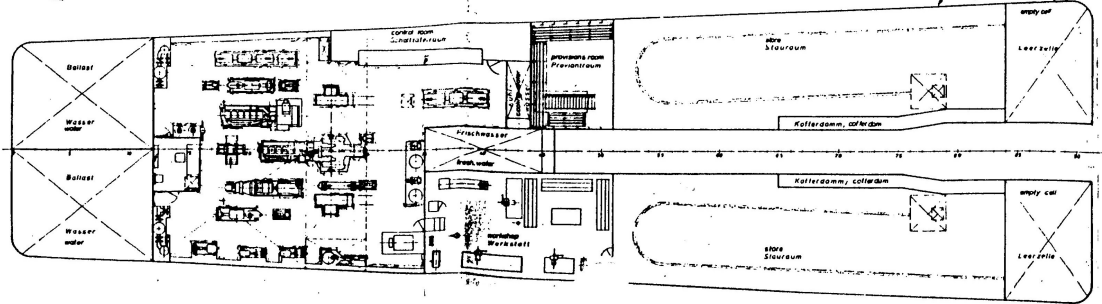 Ballast
Wasser
water
Ballast
Wasser
water
control room
Schaltafelraum
provisions room
Proviantraum
Frischwasser
fresh water
workshop
Werkstatt
store
Stauraum
Kofferdamm, cofferdam
empty cell
Leerzelle
Kofferdamm, cofferdam
store
Stauraum
empty cell
Leerzelle